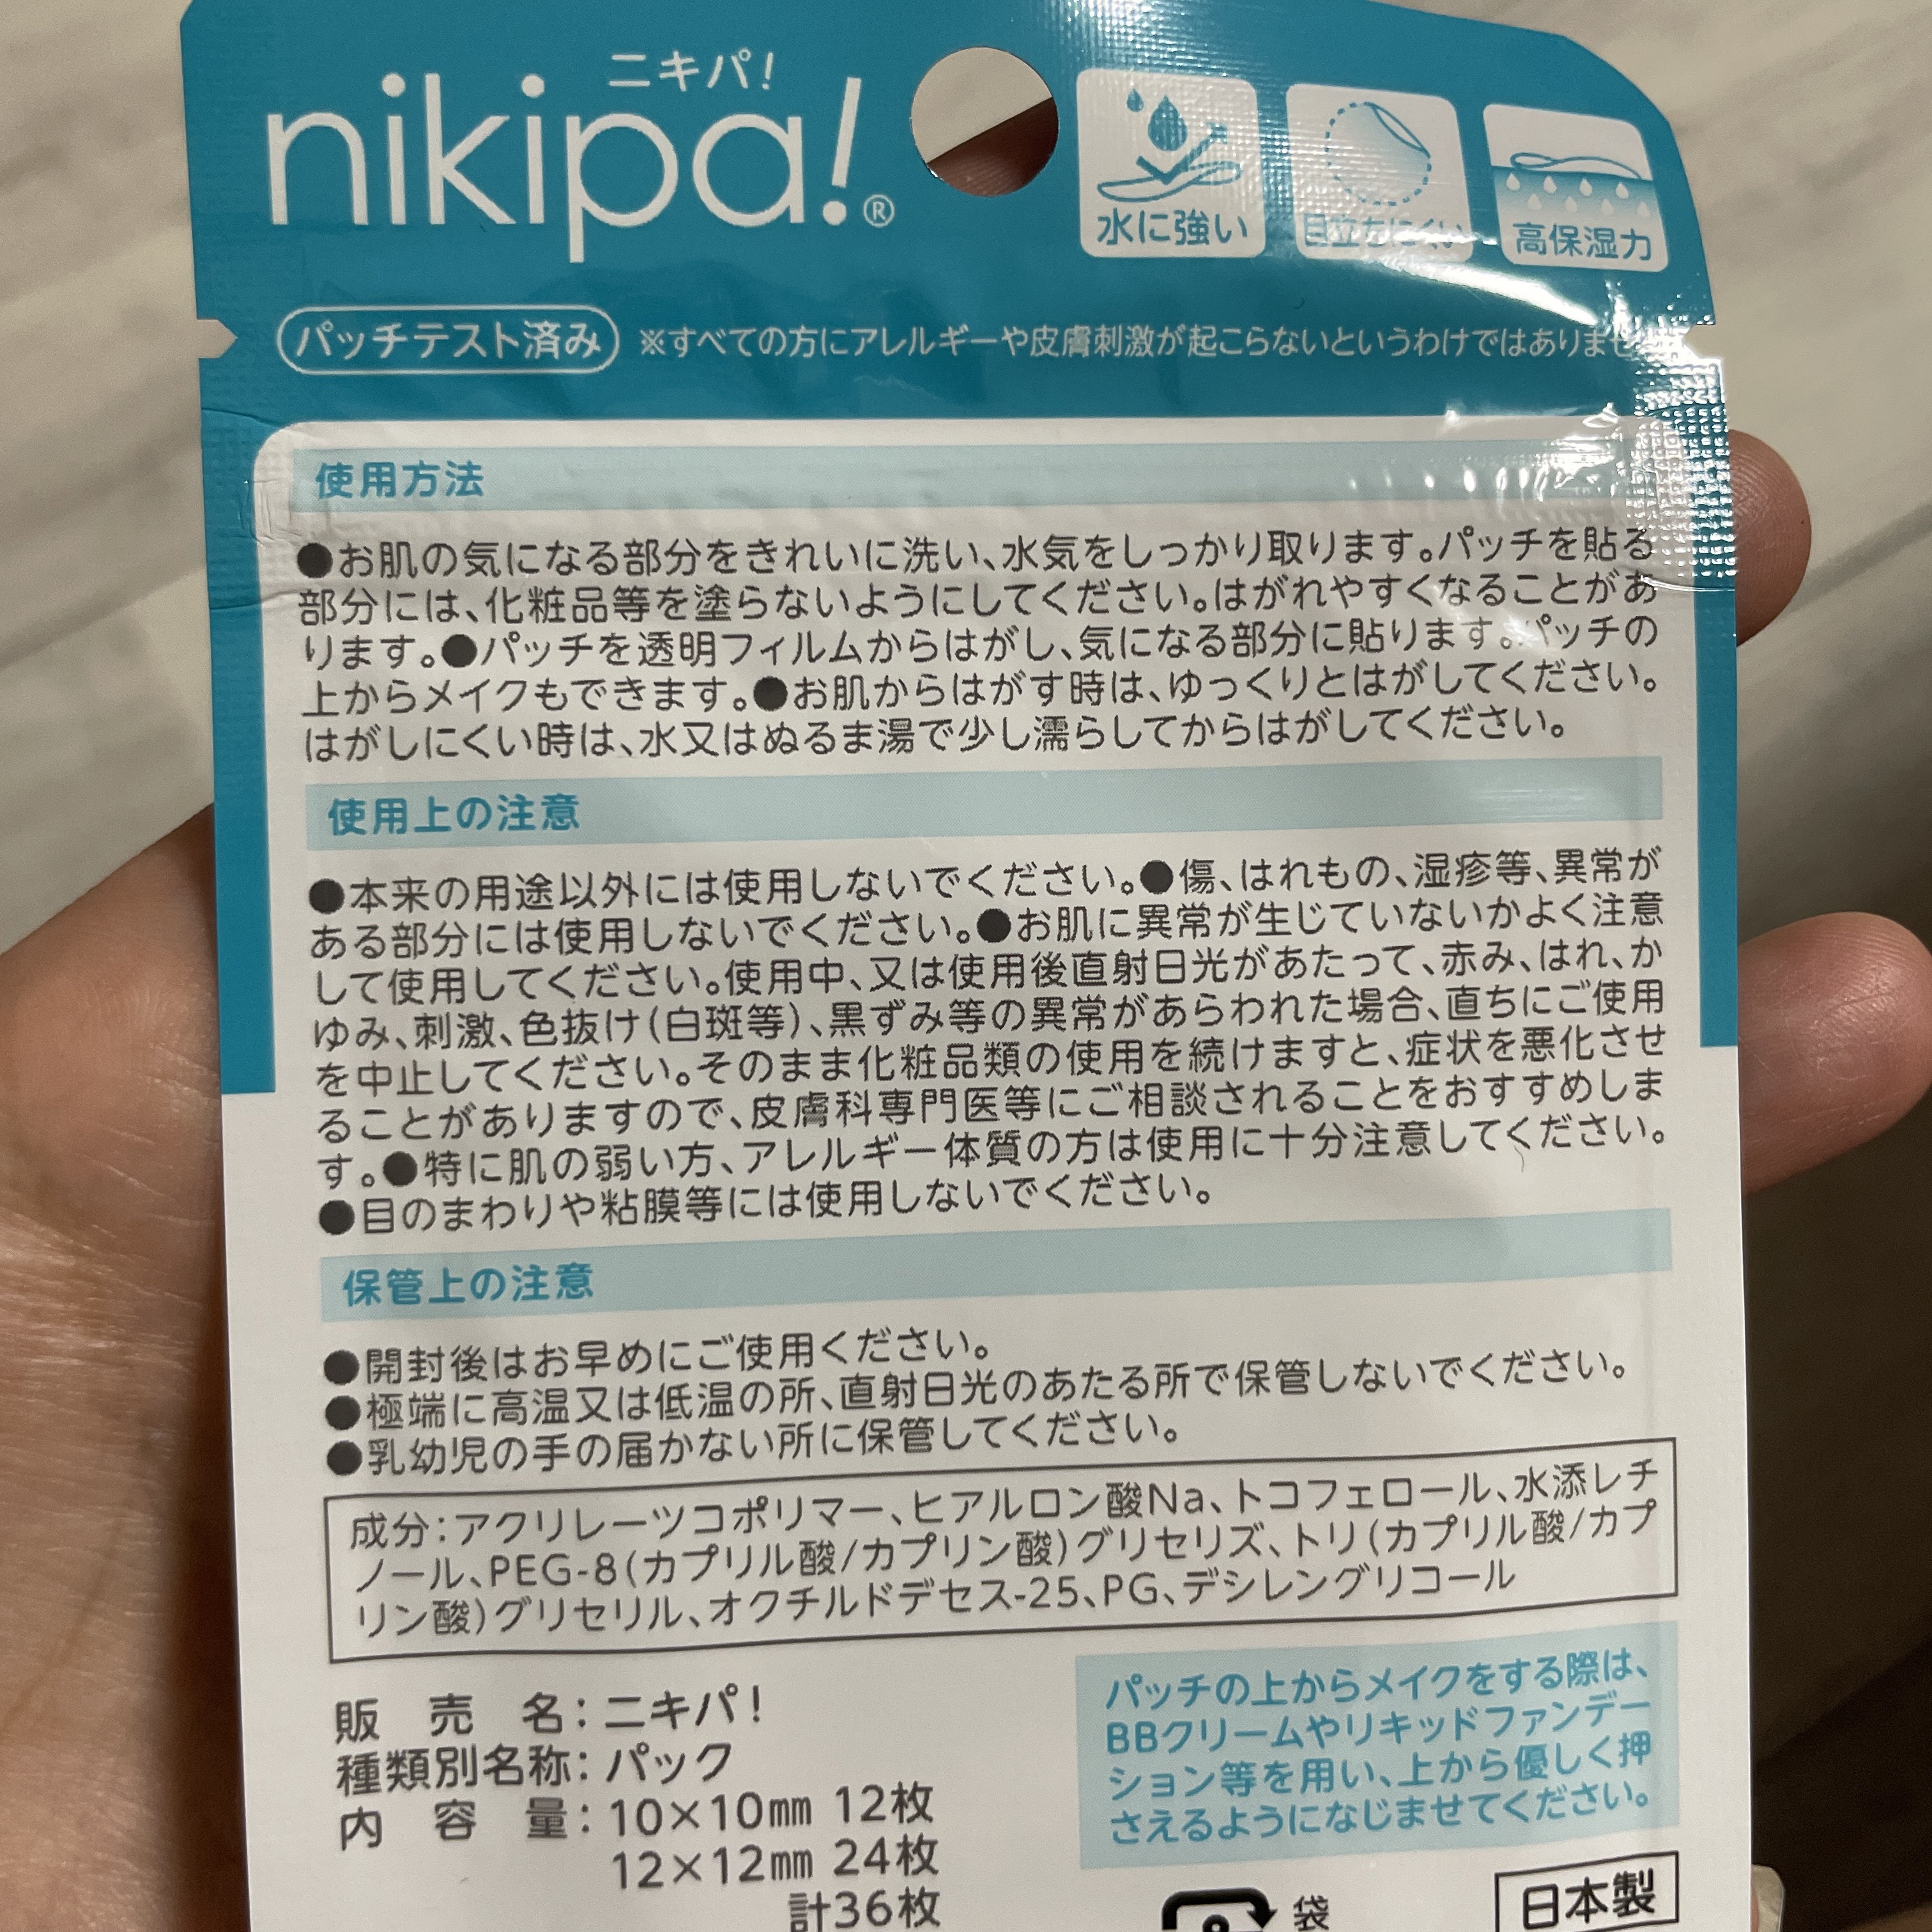 ニキパ!
nikipa!®
水に強い
目立ちにくい
高保湿力
パッチテスト済み ※すべての方にアレルギーや皮膚刺激が起こらないというわけではありませ
使用方法
●お肌の気になる部分をきれいに洗い、水気をしっかり取ります。パッチを貼る
部分には、化粧品等を塗らないようにしてください。はがれやすくなることがあ
ります。●パッチを透明フィルムからはがし、気になる部分に貼ります。パッチの
上からメイクもできます。●お肌からはがす時は、ゆっくりとはがしてください。
はがしにくい時は、水又はぬるま湯で少し濡らしてからはがしてください。
使用上の注意
●本来の用途以外には使用しないでください。●傷、はれもの、湿疹等、異常が
ある部分には使用しないでください。●お肌に異常が生じていないかよく注意
して使用してください。使用中、又は使用後直射日光があたって、赤み、はれ、か
ゆみ、刺激、色抜け(白斑等)、黒ずみ等の異常があらわれた場合、直ちにご使用
を中止してください。そのまま化粧品類の使用を続けますと、症状を悪化させ
ることがありますので、皮膚科専門医等にご相談されることをおすすめしま
す。●特に肌の弱い方、アレルギー体質の方は使用に十分注意してください。
●目のまわりや粘膜等には使用しないでください。
保管上の注意
●開封後はお早めにご使用ください。
●極端に高温又は低温の所、直射日光のあたる所で保管しないでください。
●乳幼児の手の届かない所に保管してください。
成分：アクリレーツコポリマー、ヒアルロン酸Na、トコフェロール、水添レチ
ノール、PEG-8(カプリル酸/カプリン酸)グリセリズ、トリ(カプリル酸/カプ
リン酸)グリセリル、オクチルドデセス-25、PG、デシレングリコール
販売名：ニキパ!
種類別名称：パック
内容量：10×10㎜ 12枚
12×12㎜ 24枚
計36枚
パッチの上からメイクをする際は、
BBクリームやリキッドファンデー
ション等を用い、上から優しく押
さえるようになじませてください。
袋
日本製